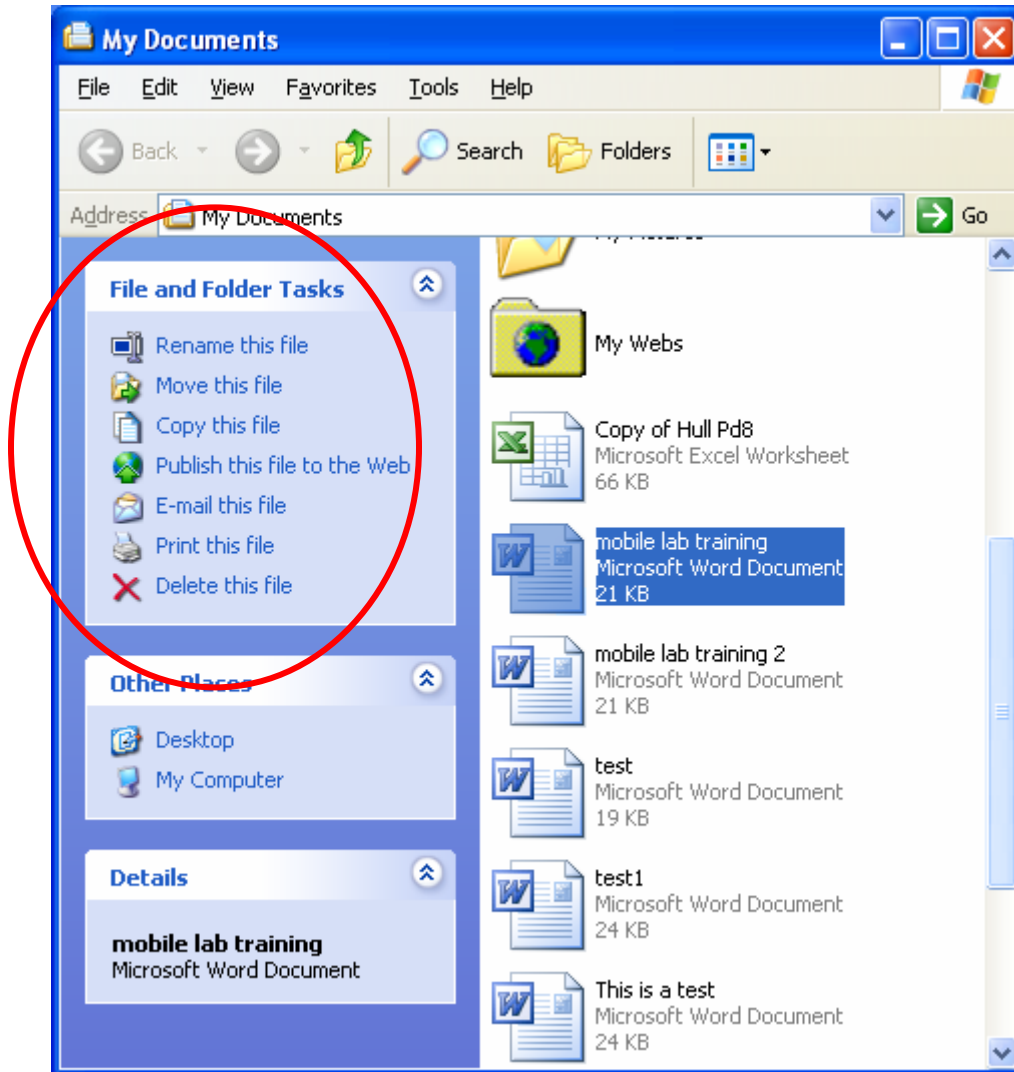 My Documents
File Edit View Favorites Tools Help
Back Search Folders
Address My Documents Go
File and Folder Tasks
Rename this file
Move this file
Copy this file
Publish this file to the Web
E-mail this file
Print this file
Delete this file
Other Places
Desktop
My Computer
Details
mobile lab training
Microsoft Word Document
My Pictures
My Webs
Copy of Hull Pd8
Microsoft Excel Worksheet
66 KB
mobile lab training
Microsoft Word Document
21 KB
mobile lab training 2
Microsoft Word Document
21 KB
test
Microsoft Word Document
19 KB
test1
Microsoft Word Document
24 KB
This is a test
Microsoft Word Document
24 KB